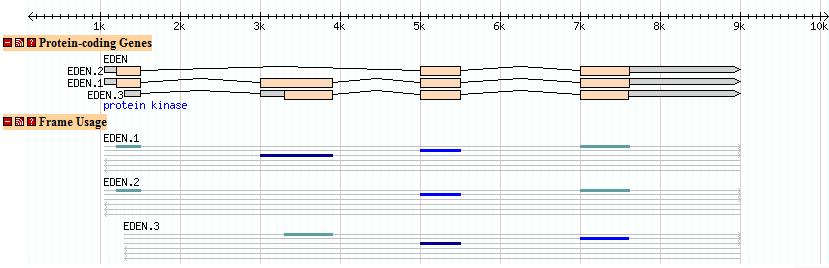 1k 2k 3k 4k 5k 6k 7k 8k 9k 10k
Protein-coding Genes
EDEN
EDEN.2
EDEN.1
EDEN.3
protein kinase
Frame Usage
EDEN.1
EDEN.2
EDEN.3